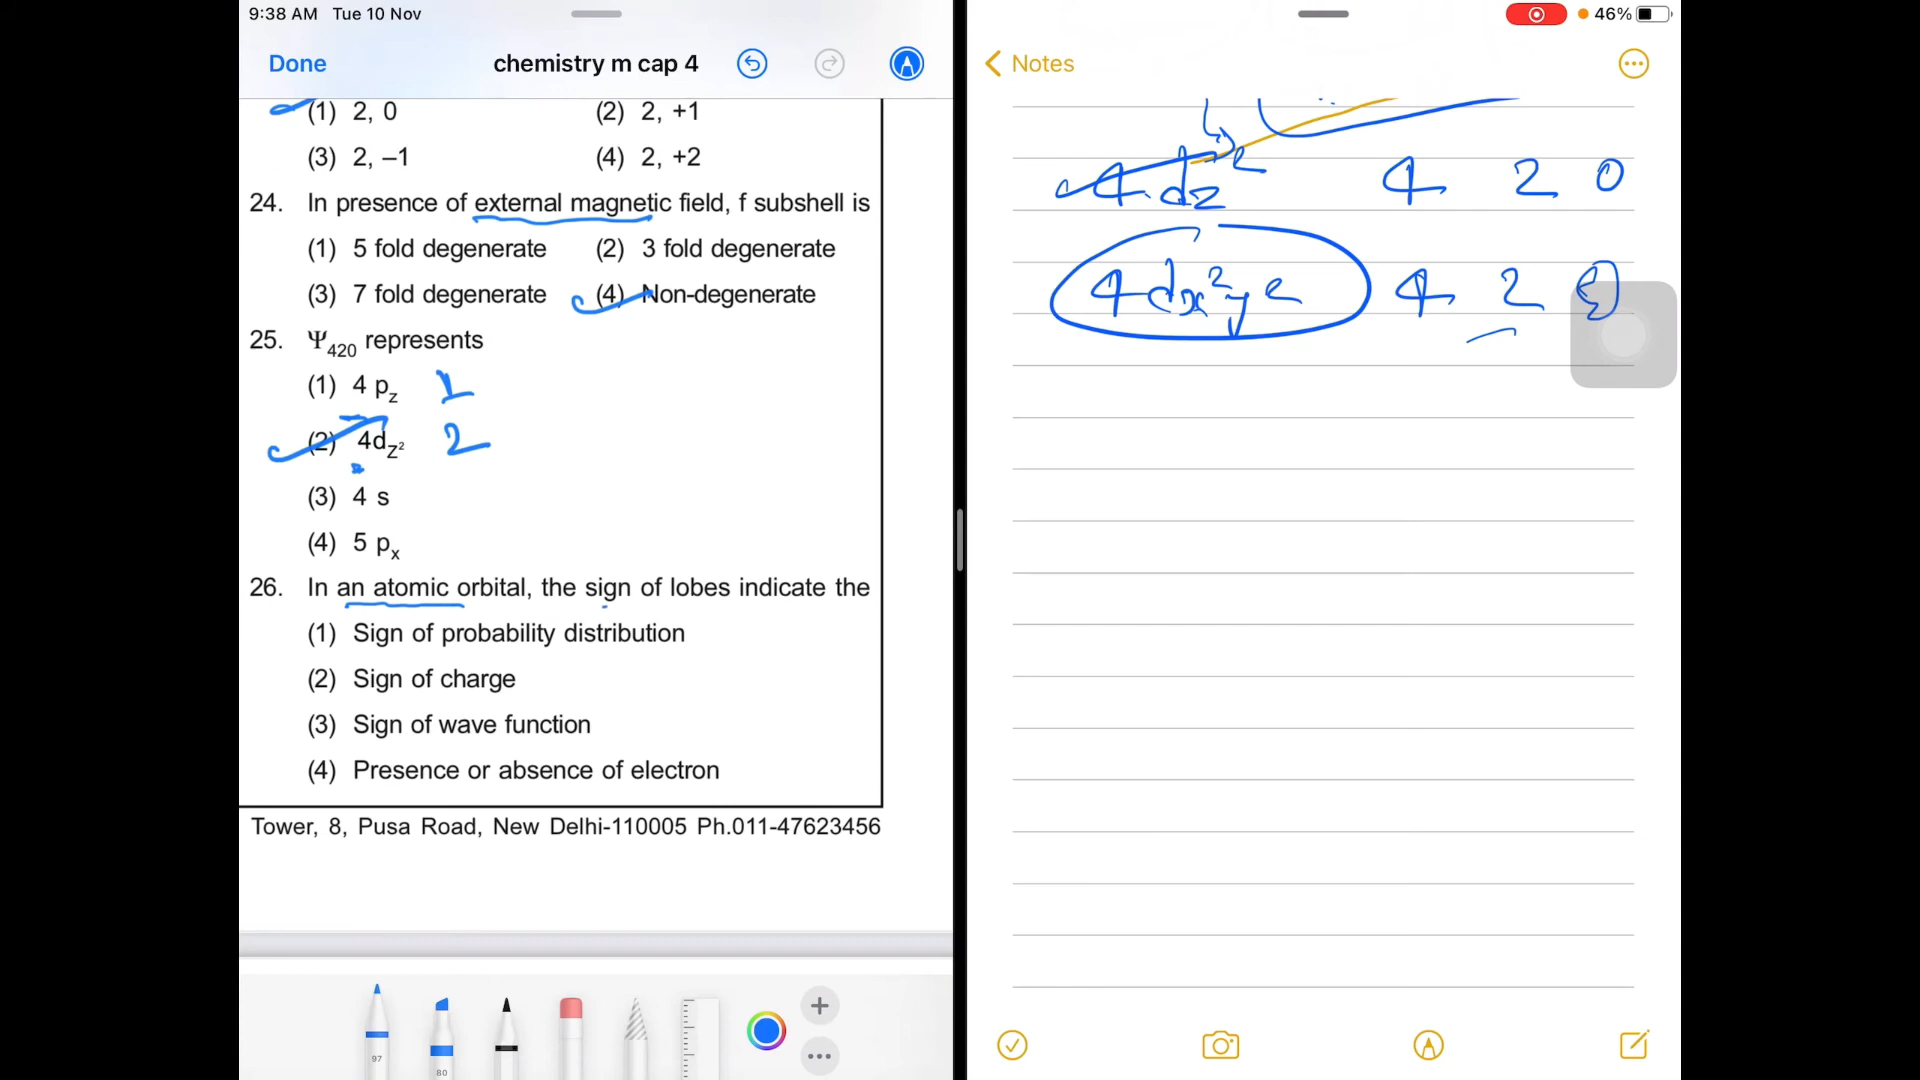 9:38 AM Tue 10 Nov
46%
Done
chemistry m cap 4
(1) 2, 0 (2) 2, +1
(3) 2, –1 (4) 2, +2
24. In presence of external magnetic field, f subshell is
(1) 5 fold degenerate (2) 3 fold degenerate
(3) 7 fold degenerate (4) Non-degenerate
25. Ψ420 represents
(1) 4 pz 1
(2) 4dz² 2
(3) 4 s
(4) 5 px
26. In an atomic orbital, the sign of lobes indicate the
(1) Sign of probability distribution
(2) Sign of charge
(3) Sign of wave function
(4) Presence or absence of electron
Tower, 8, Pusa Road, New Delhi-110005 Ph.011-47623456
97
80
Notes
4dz² 4 2 0
4dx²y² 4 2